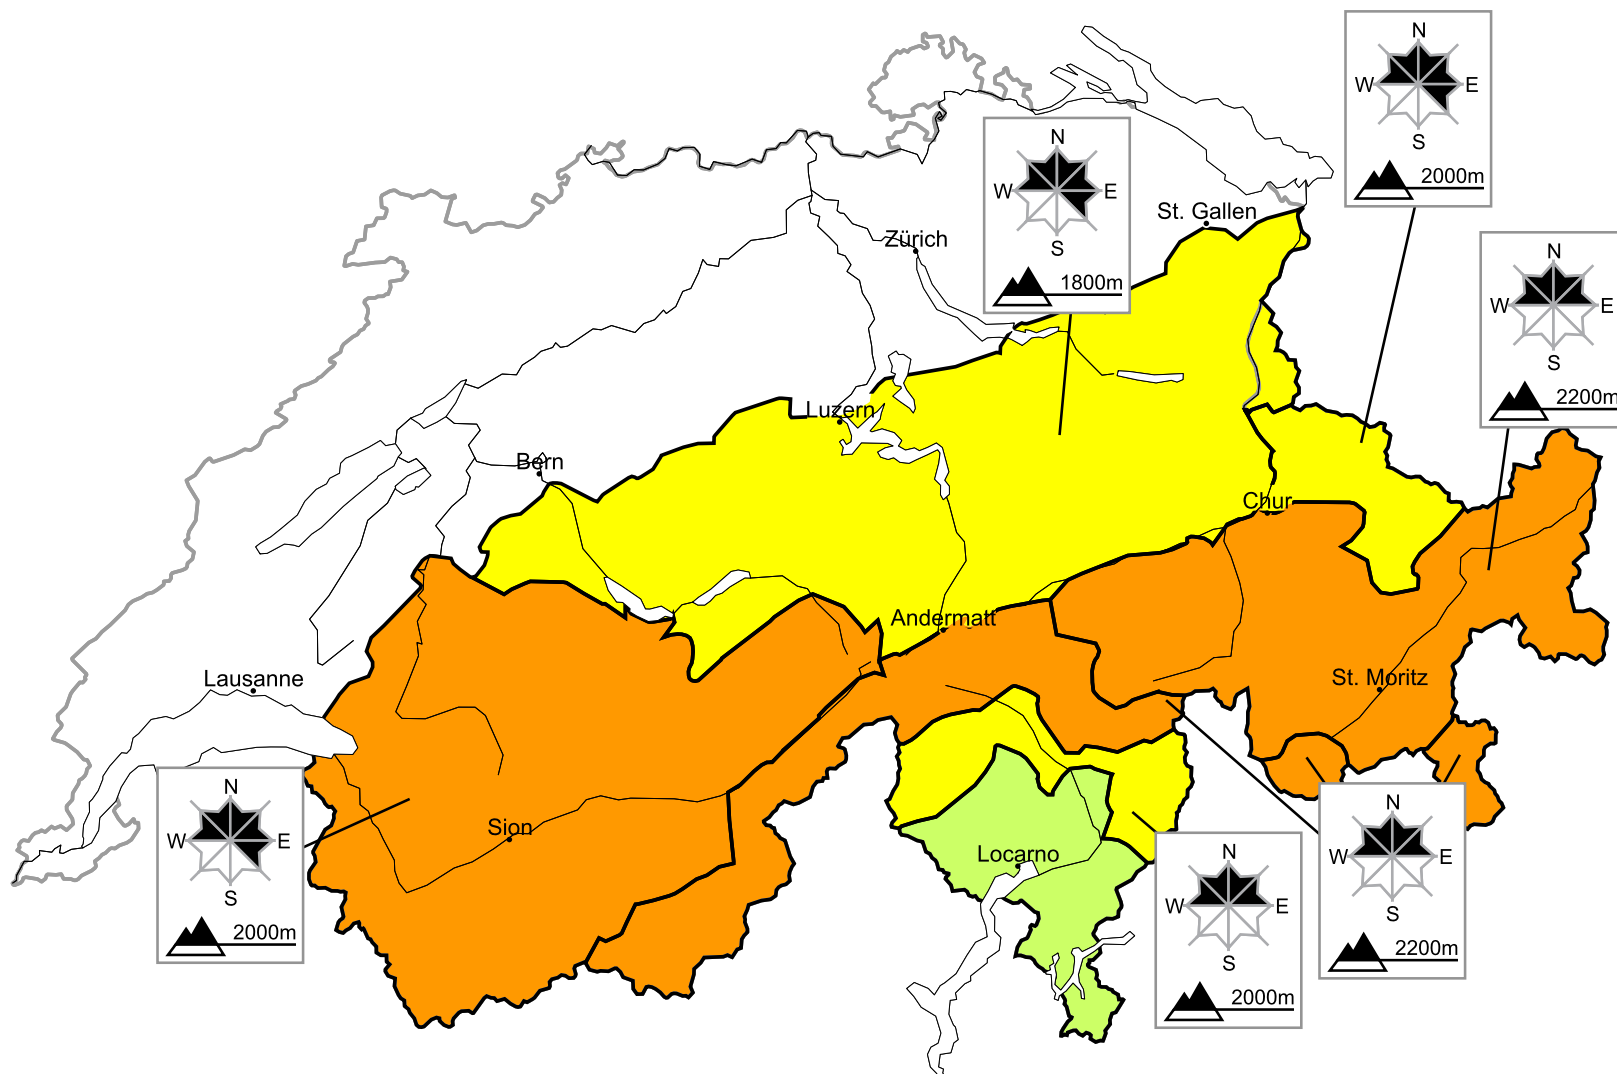 N
W E
S
2000m
N
W E
S
1800m
St. Gallen
Zürich
N
W E
S
2200m
Luzern
Bern
Chur
Andermatt
Lausanne
St. Moritz
N
W E
S
2000m
Sion
Locarno
N
W E
S
2200m
N
W E
S
2000m